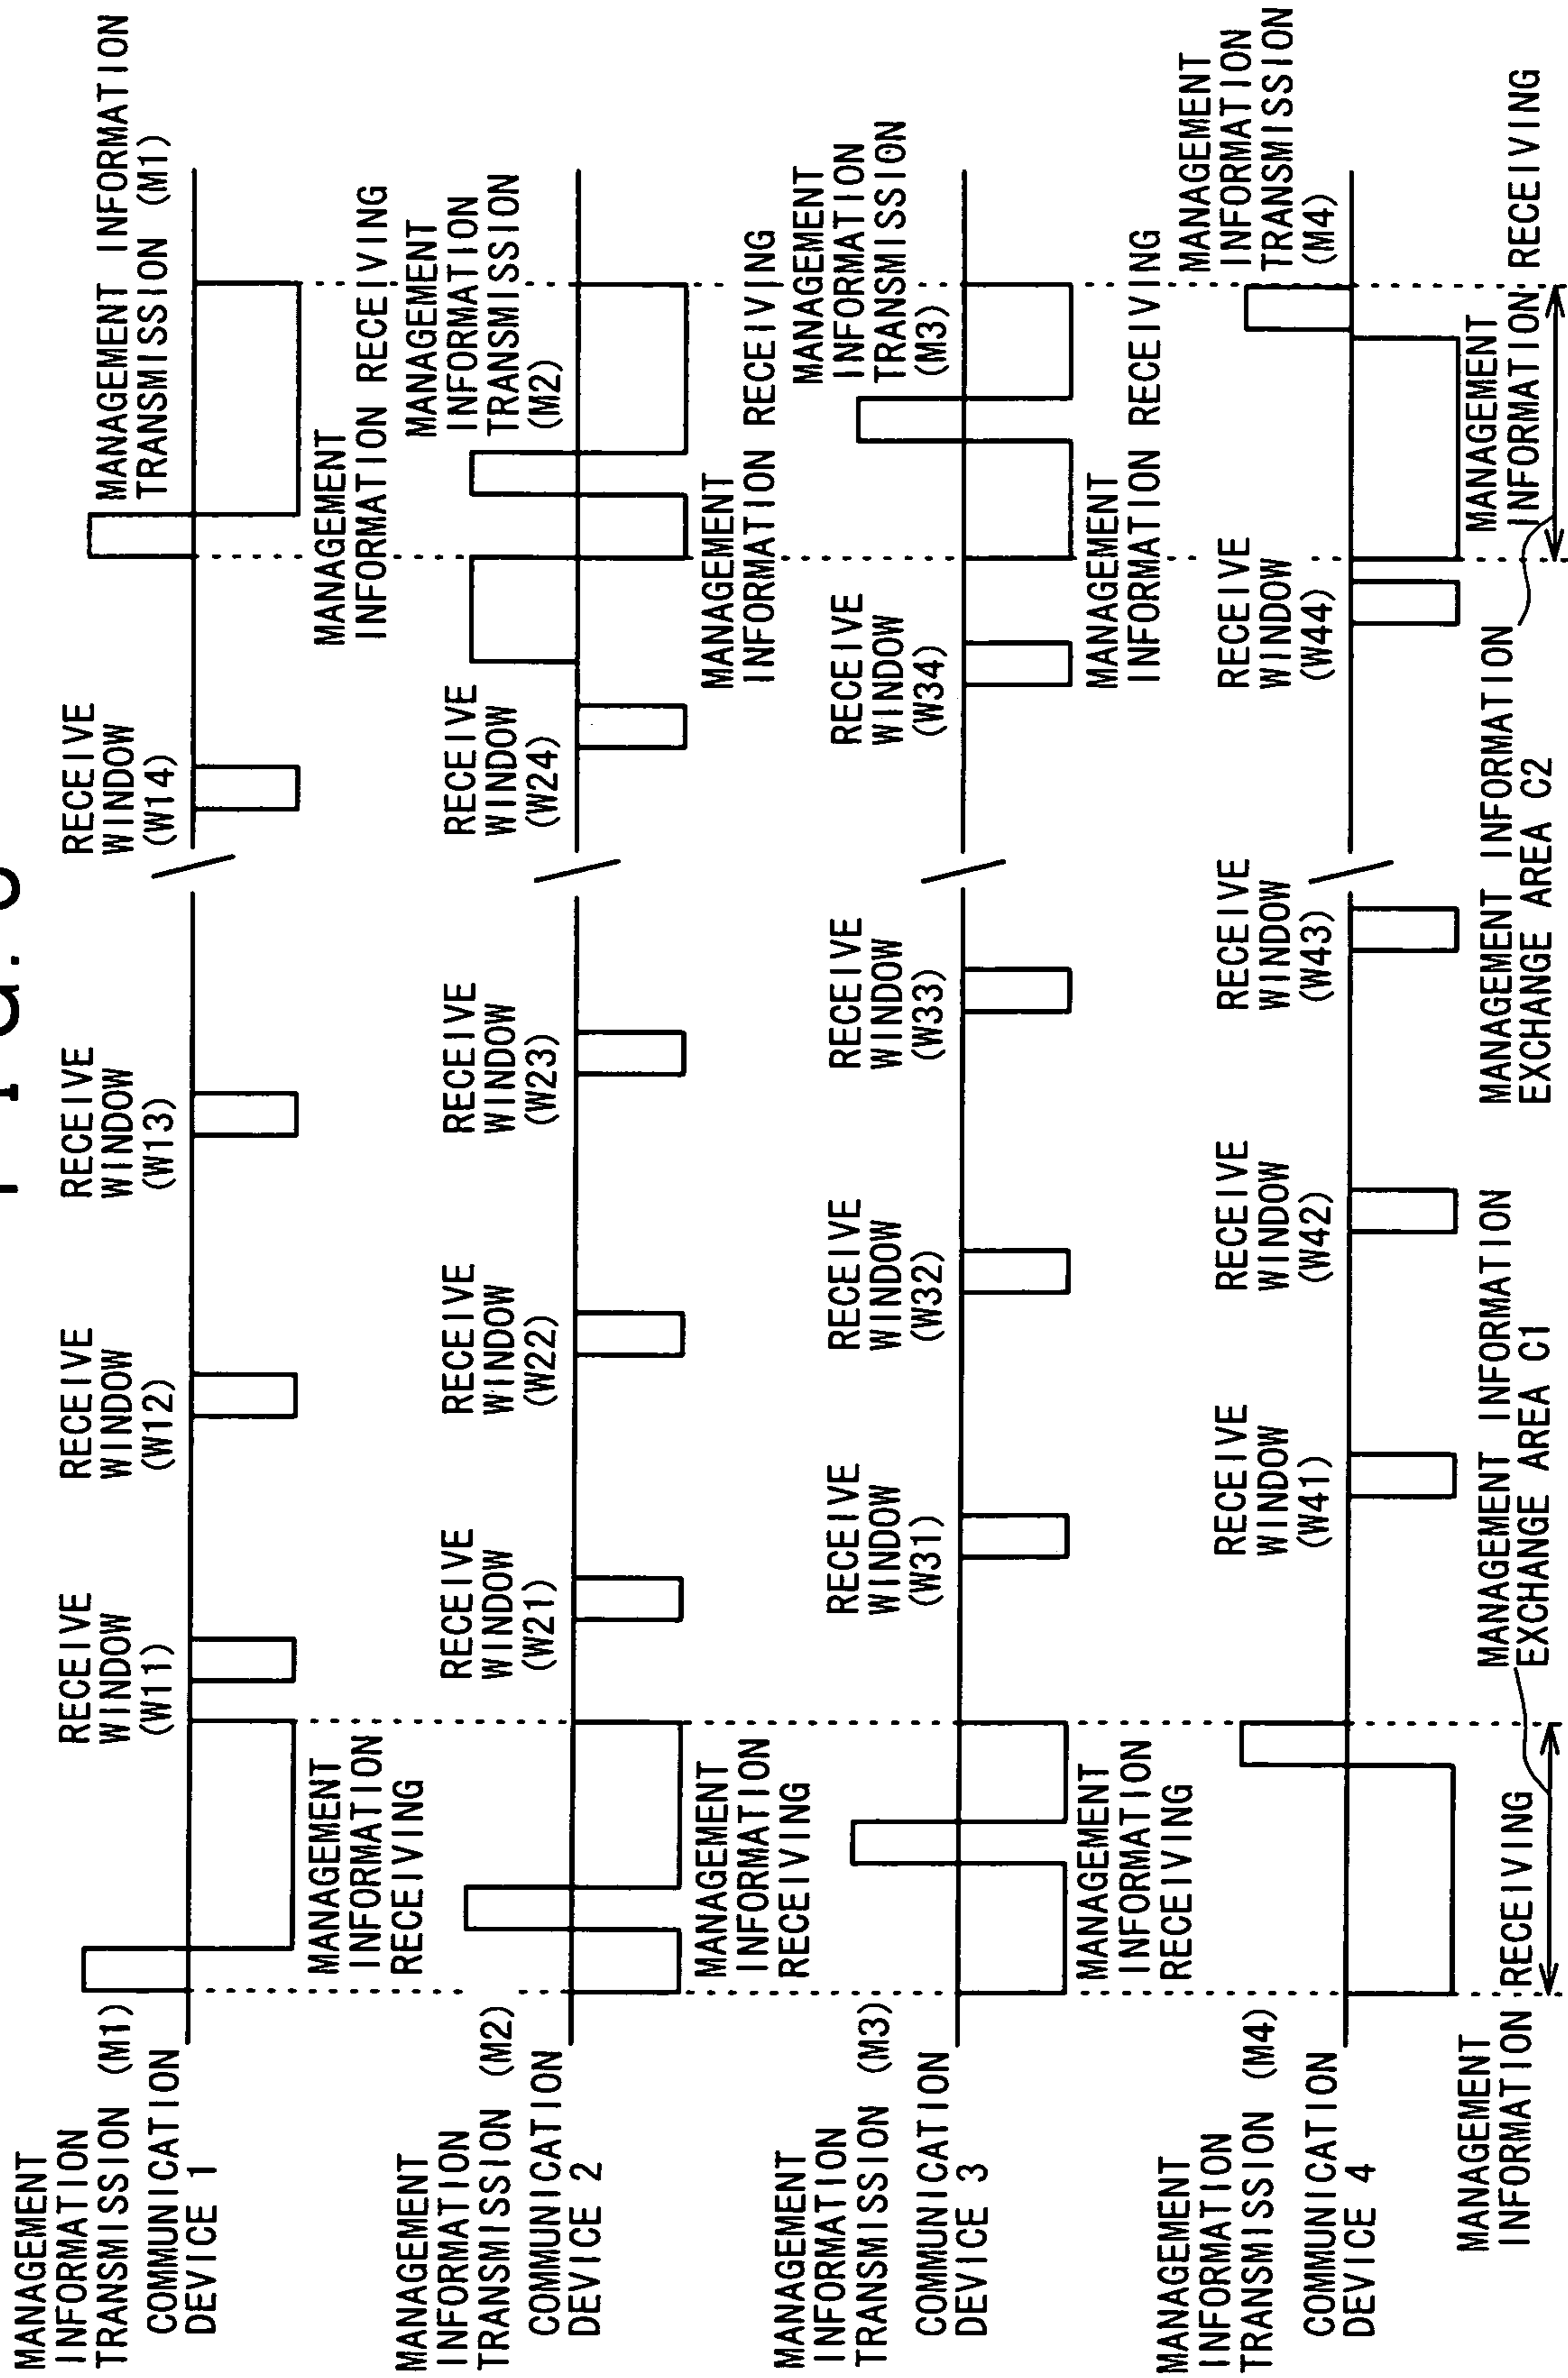 MANAGEMENT
INFORMATION
TRANSMISSION (M1)
COMMUNICATION
DEVICE 1
RECEIVE
WINDOW
(W11)
RECEIVE
WINDOW
(W12)
RECEIVE
WINDOW
(W13)
RECEIVE
WINDOW
(W14)
MANAGEMENT INFORMATION
TRANSMISSION (M1)
MANAGEMENT
INFORMATION
RECEIVING
MANAGEMENT
INFORMATION RECEIVING
MANAGEMENT
INFORMATION
TRANSMISSION (M2)
COMMUNICATION
DEVICE 2
RECEIVE
WINDOW
(W21)
RECEIVE
WINDOW
(W22)
RECEIVE
WINDOW
(W23)
RECEIVE
WINDOW
(W24)
MANAGEMENT
INFORMATION
TRANSMISSION
(M2)
MANAGEMENT
INFORMATION
RECEIVING
MANAGEMENT
INFORMATION RECEIVING
MANAGEMENT
INFORMATION
TRANSMISSION (M3)
COMMUNICATION
DEVICE 3
RECEIVE
WINDOW
(W31)
RECEIVE
WINDOW
(W32)
RECEIVE
WINDOW
(W33)
RECEIVE
WINDOW
(W34)
MANAGEMENT
INFORMATION
TRANSMISSION
(M3)
MANAGEMENT
INFORMATION
RECEIVING
MANAGEMENT
INFORMATION RECEIVING
MANAGEMENT
INFORMATION
TRANSMISSION (M4)
COMMUNICATION
DEVICE 4
RECEIVE
WINDOW
(W41)
RECEIVE
WINDOW
(W42)
RECEIVE
WINDOW
(W43)
RECEIVE
WINDOW
(W44)
MANAGEMENT
INFORMATION
TRANSMISSION
(M4)
MANAGEMENT
INFORMATION RECEIVING
MANAGEMENT INFORMATION
EXCHANGE AREA C1
MANAGEMENT INFORMATION
EXCHANGE AREA C2
MANAGEMENT
INFORMATION RECEIVING